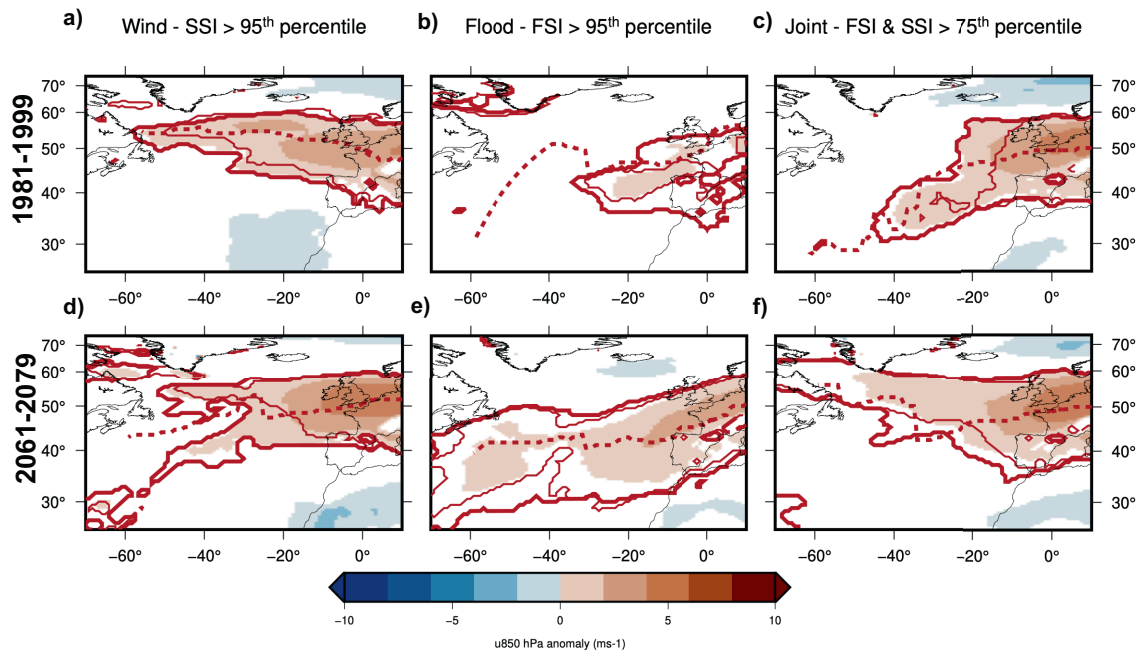 a) Wind - SSI > 95th percentile
b) Flood - FSI > 95th percentile
c) Joint - FSI & SSI > 75th percentile
1981-1999
70° 60° 50° 40° 30°
70° 60° 50° 40° 30°
−60° −40° −20° 0°
−60° −40° −20° 0°
−60° −40° −20° 0°
d) e) f)
2061-2079
70° 60° 50° 40° 30°
70° 60° 50° 40° 30°
−60° −40° −20° 0°
−60° −40° −20° 0°
−60° −40° −20° 0°
−10 −5 0 5 10
u850 hPa anomaly (ms-1)